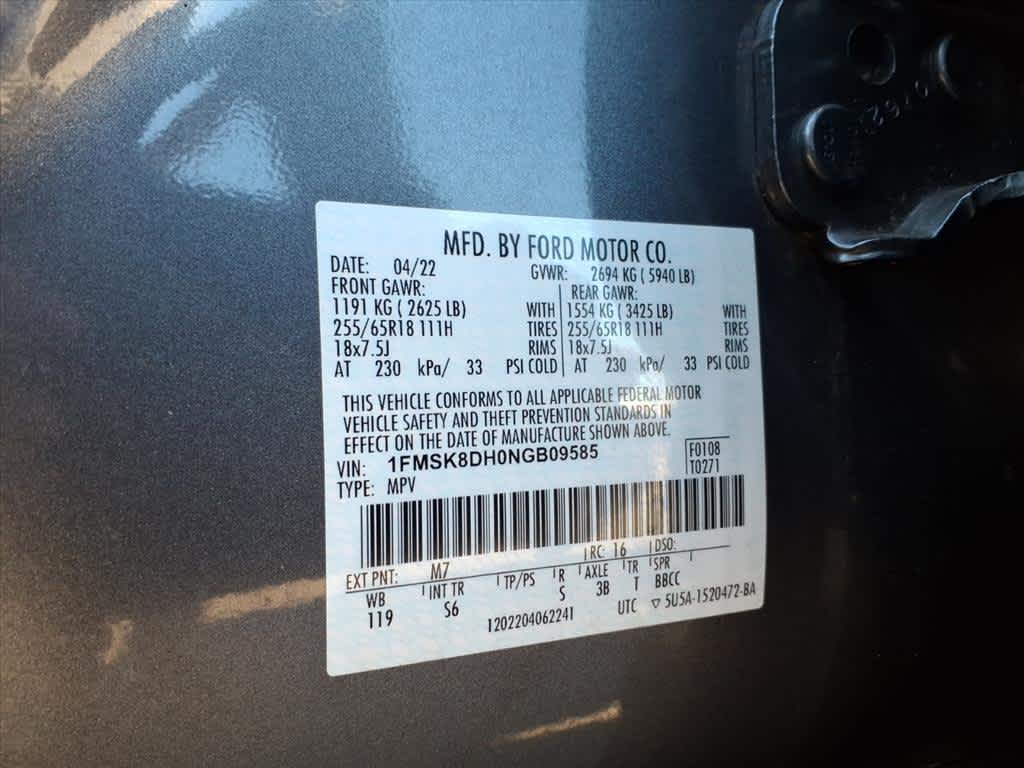 MFD. BY FORD MOTOR CO.
DATE: 04/22 GVWR: 2694 KG ( 5940 LB)
FRONT GAWR: REAR GAWR:
1191 KG ( 2625 LB) WITH 1554 KG ( 3425 LB) WITH
255/65R18 111H TIRES 255/65R18 111H TIRES
18x7.5J RIMS 18x7.5J RIMS
AT 230 kPa/ 33 PSI COLD AT 230 kPa/ 33 PSI COLD
THIS VEHICLE CONFORMS TO ALL APPLICABLE FEDERAL MOTOR
VEHICLE SAFETY AND THEFT PREVENTION STANDARDS IN
EFFECT ON THE DATE OF MANUFACTURE SHOWN ABOVE.
VIN: 1FMSK8DH0NGB09585 F0108
TYPE: MPV T0271
EXT PNT: M7 RC: 16 DSO:
WB INT TR TP/PS R AXLE TR SPR
119 S6 S 3B T BBCC
1202204062241 UTC ▽ 5U5A-1520472-BA